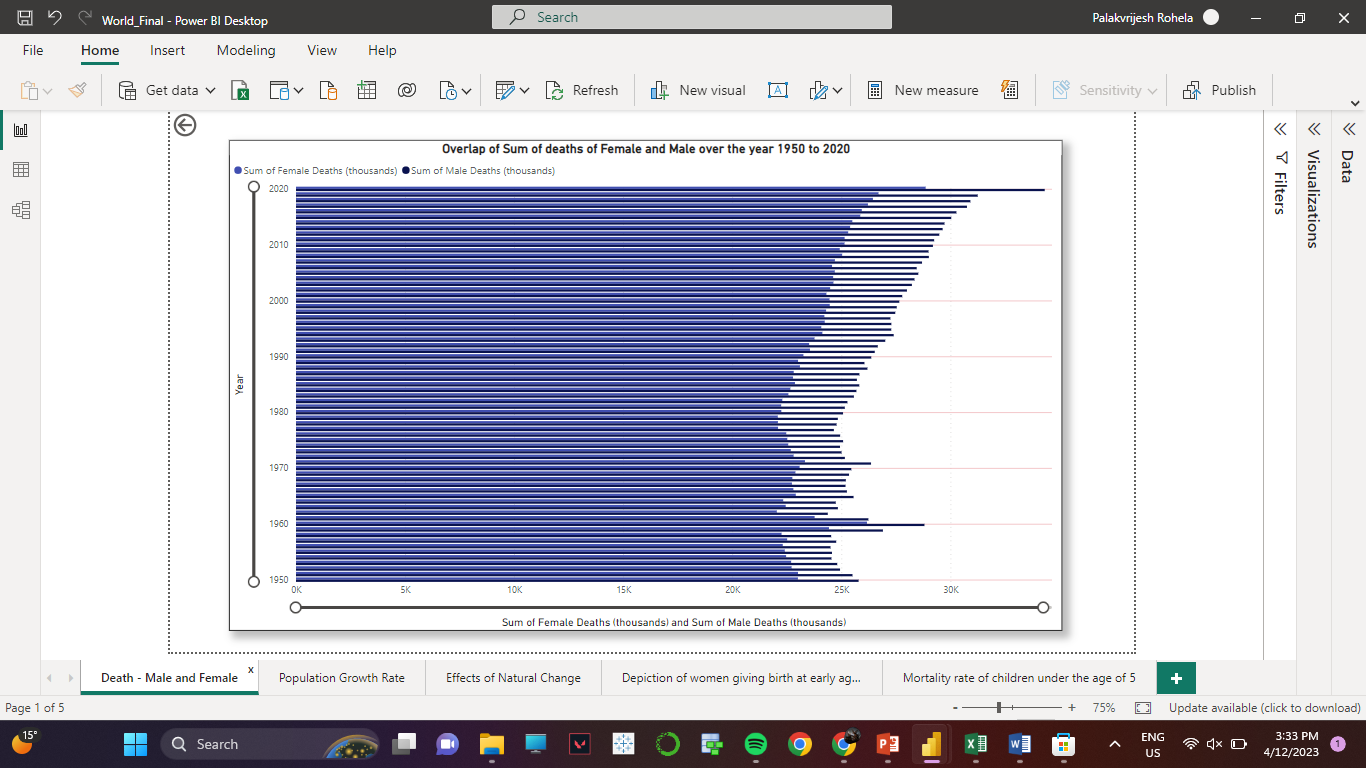 World_Final - Power BI Desktop
Search
Palakvrijesh Rohela
File Home Insert Modeling View Help
Get data
Refresh
New visual
New measure
Sensitivity
Publish
Overlap of Sum of deaths of Female and Male over the year 1950 to 2020
Sum of Female Deaths (thousands) Sum of Male Deaths (thousands)
2020
2010
2000
1990
1980
1970
1960
1950
Year
0K 5K 10K 15K 20K 25K 30K
Sum of Female Deaths (thousands) and Sum of Male Deaths (thousands)
Filters
Visualizations
Data
Death - Male and Female x
Population Growth Rate
Effects of Natural Change
Depiction of women giving birth at early ag...
Mortality rate of children under the age of 5
+
Page 1 of 5
- + 75%
Update available (click to download)
15°
Search
ENG
US
3:33 PM
4/12/2023
1